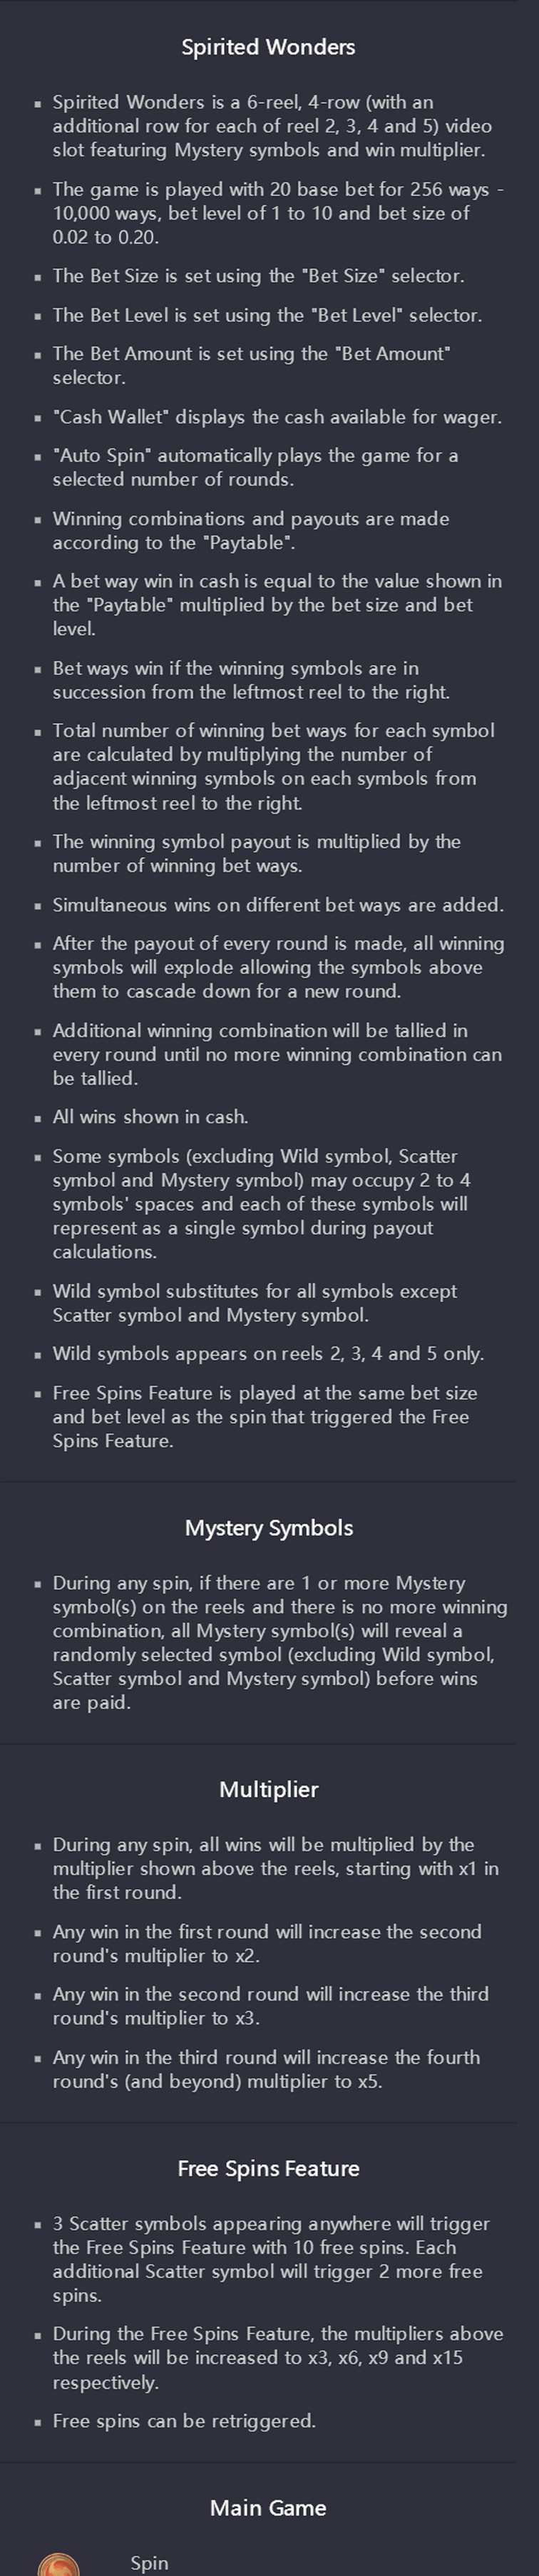 Spirited Wonders
▪ Spirited Wonders is a 6-reel, 4-row (with an
additional row for each of reel 2, 3, 4 and 5) video
slot featuring Mystery symbols and win multiplier.
▪ The game is played with 20 base bet for 256 ways -
10,000 ways, bet level of 1 to 10 and bet size of
0.02 to 0.20.
▪ The Bet Size is set using the "Bet Size" selector.
▪ The Bet Level is set using the "Bet Level" selector.
▪ The Bet Amount is set using the "Bet Amount"
selector.
▪ "Cash Wallet" displays the cash available for wager.
▪ "Auto Spin" automatically plays the game for a
selected number of rounds.
▪ Winning combinations and payouts are made
according to the "Paytable".
▪ A bet way win in cash is equal to the value shown in
the "Paytable" multiplied by the bet size and bet
level.
▪ Bet ways win if the winning symbols are in
succession from the leftmost reel to the right.
▪ Total number of winning bet ways for each symbol
are calculated by multiplying the number of
adjacent winning symbols on each symbols from
the leftmost reel to the right.
▪ The winning symbol payout is multiplied by the
number of winning bet ways.
▪ Simultaneous wins on different bet ways are added.
▪ After the payout of every round is made, all winning
symbols will explode allowing the symbols above
them to cascade down for a new round.
▪ Additional winning combination will be tallied in
every round until no more winning combination can
be tallied.
▪ All wins shown in cash.
▪ Some symbols (excluding Wild symbol, Scatter
symbol and Mystery symbol) may occupy 2 to 4
symbols' spaces and each of these symbols will
represent as a single symbol during payout
calculations.
▪ Wild symbol substitutes for all symbols except
Scatter symbol and Mystery symbol.
▪ Wild symbols appears on reels 2, 3, 4 and 5 only.
▪ Free Spins Feature is played at the same bet size
and bet level as the spin that triggered the Free
Spins Feature.
Mystery Symbols
▪ During any spin, if there are 1 or more Mystery
symbol(s) on the reels and there is no more winning
combination, all Mystery symbol(s) will reveal a
randomly selected symbol (excluding Wild symbol,
Scatter symbol and Mystery symbol) before wins
are paid.
Multiplier
▪ During any spin, all wins will be multiplied by the
multiplier shown above the reels, starting with x1 in
the first round.
▪ Any win in the first round will increase the second
round's multiplier to x2.
▪ Any win in the second round will increase the third
round's multiplier to x3.
▪ Any win in the third round will increase the fourth
round's (and beyond) multiplier to x5.
Free Spins Feature
▪ 3 Scatter symbols appearing anywhere will trigger
the Free Spins Feature with 10 free spins. Each
additional Scatter symbol will trigger 2 more free
spins.
▪ During the Free Spins Feature, the multipliers above
the reels will be increased to x3, x6, x9 and x15
respectively.
▪ Free spins can be retriggered.
Main Game
Spin